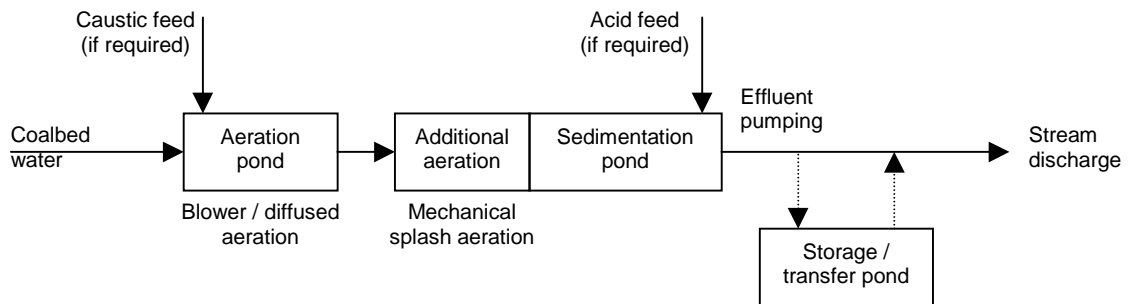 Caustic feed
(if required)
Acid feed
(if required)
Effluent
pumping
Coalbed
water
Aeration
pond
Additional
aeration
Sedimentation
pond
Stream
discharge
Blower / diffused
aeration
Mechanical
splash aeration
Storage /
transfer pond